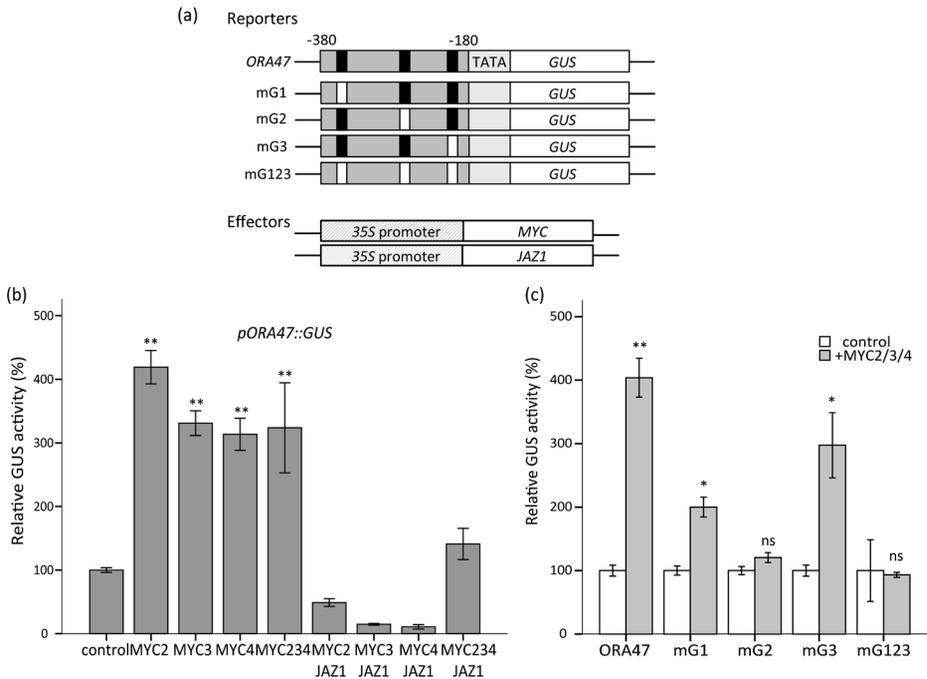 (a)
Reporters
-380 -180
ORA47 TATA GUS
mG1 GUS
mG2 GUS
mG3 GUS
mG123 GUS
Effectors
35S promoter MYC
35S promoter JAZ1
(b)
pORA47::GUS
Relative GUS activity (%)
500
400
300
200
100
0
** ** ** **
control MYC2 MYC3 MYC4 MYC234 MYC2 MYC3 MYC4 MYC234
JAZ1 JAZ1 JAZ1 JAZ1
(c)
control
+MYC2/3/4
Relative GUS activity (%)
500
400
300
200
100
0
** * ns * ns
ORA47 mG1 mG2 mG3 mG123